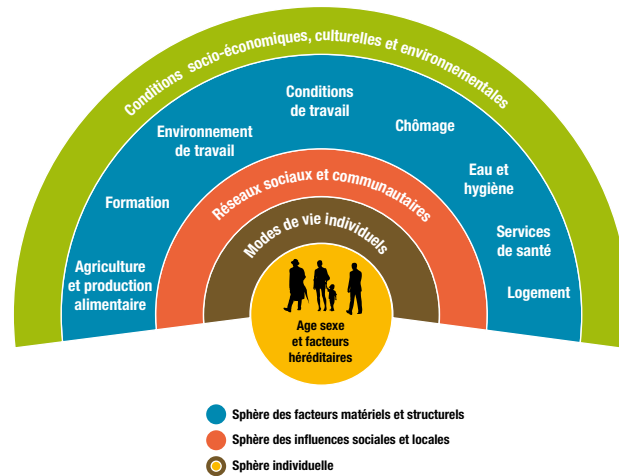 Conditions socio-économiques, culturelles et environnementales
Conditions
de travail
Environnement
de travail
Chômage
Formation
Eau et
hygiène
Agriculture
et production
alimentaire
Services
de santé
Logement
Réseaux sociaux et communautaires
Modes de vie individuels
Age sexe
et facteurs
héréditaires
Sphère des facteurs matériels et structurels
Sphère des influences sociales et locales
Sphère individuelle